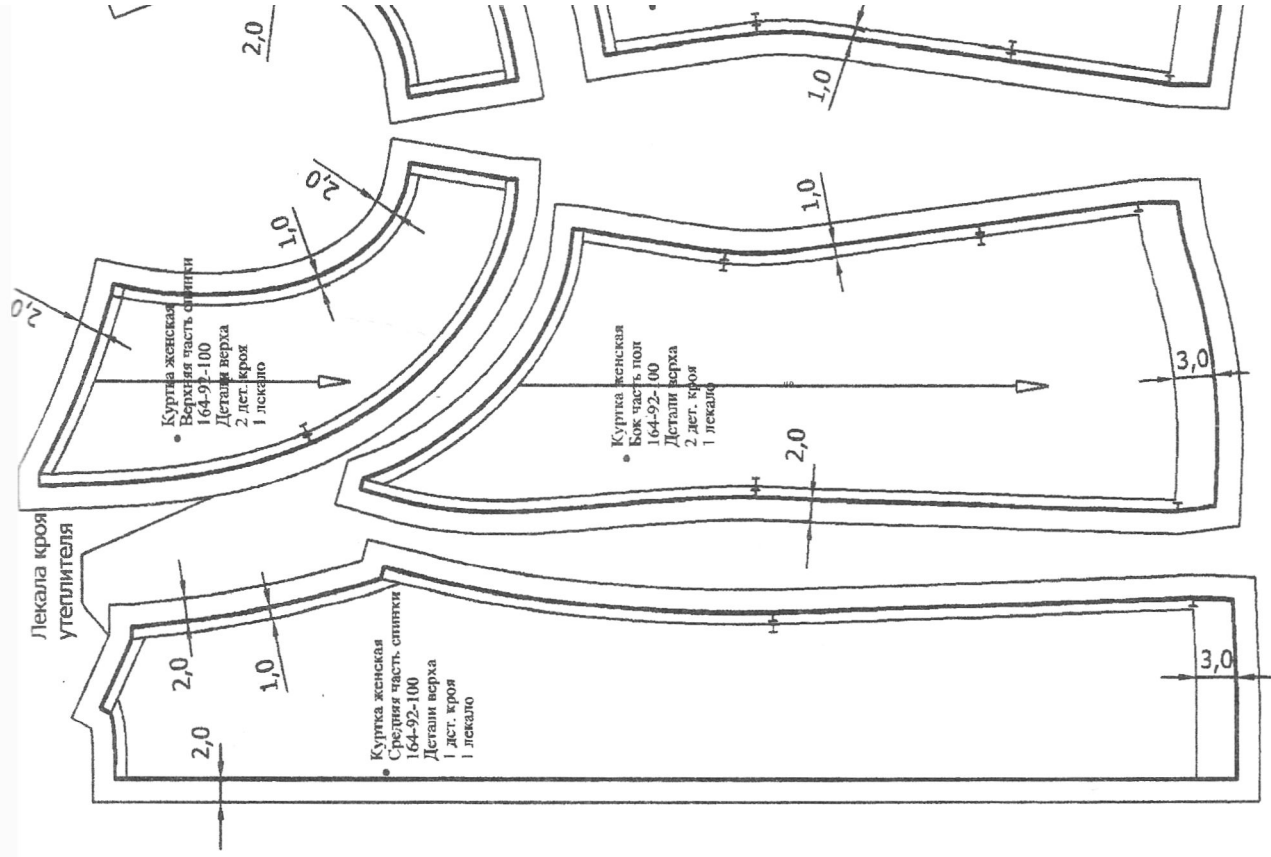 2,0
1,0
2,0
1,0
2,0
1,0
2,0
Куртка женская
Верхняя часть спинки
164-92-100
Детали верха
2 дет. кроя
1 лекало
Куртка женская
Бок часть пол
164-92-100
Детали верха
2 дет. кроя
1 лекало
3,0
2,0
Лекала кроя
утеплителя
2,0
1,0
2,0
Куртка женская
Средняя часть спинки
164-92-100
Детали верха
1 дет. кроя
1 лекало
3,0